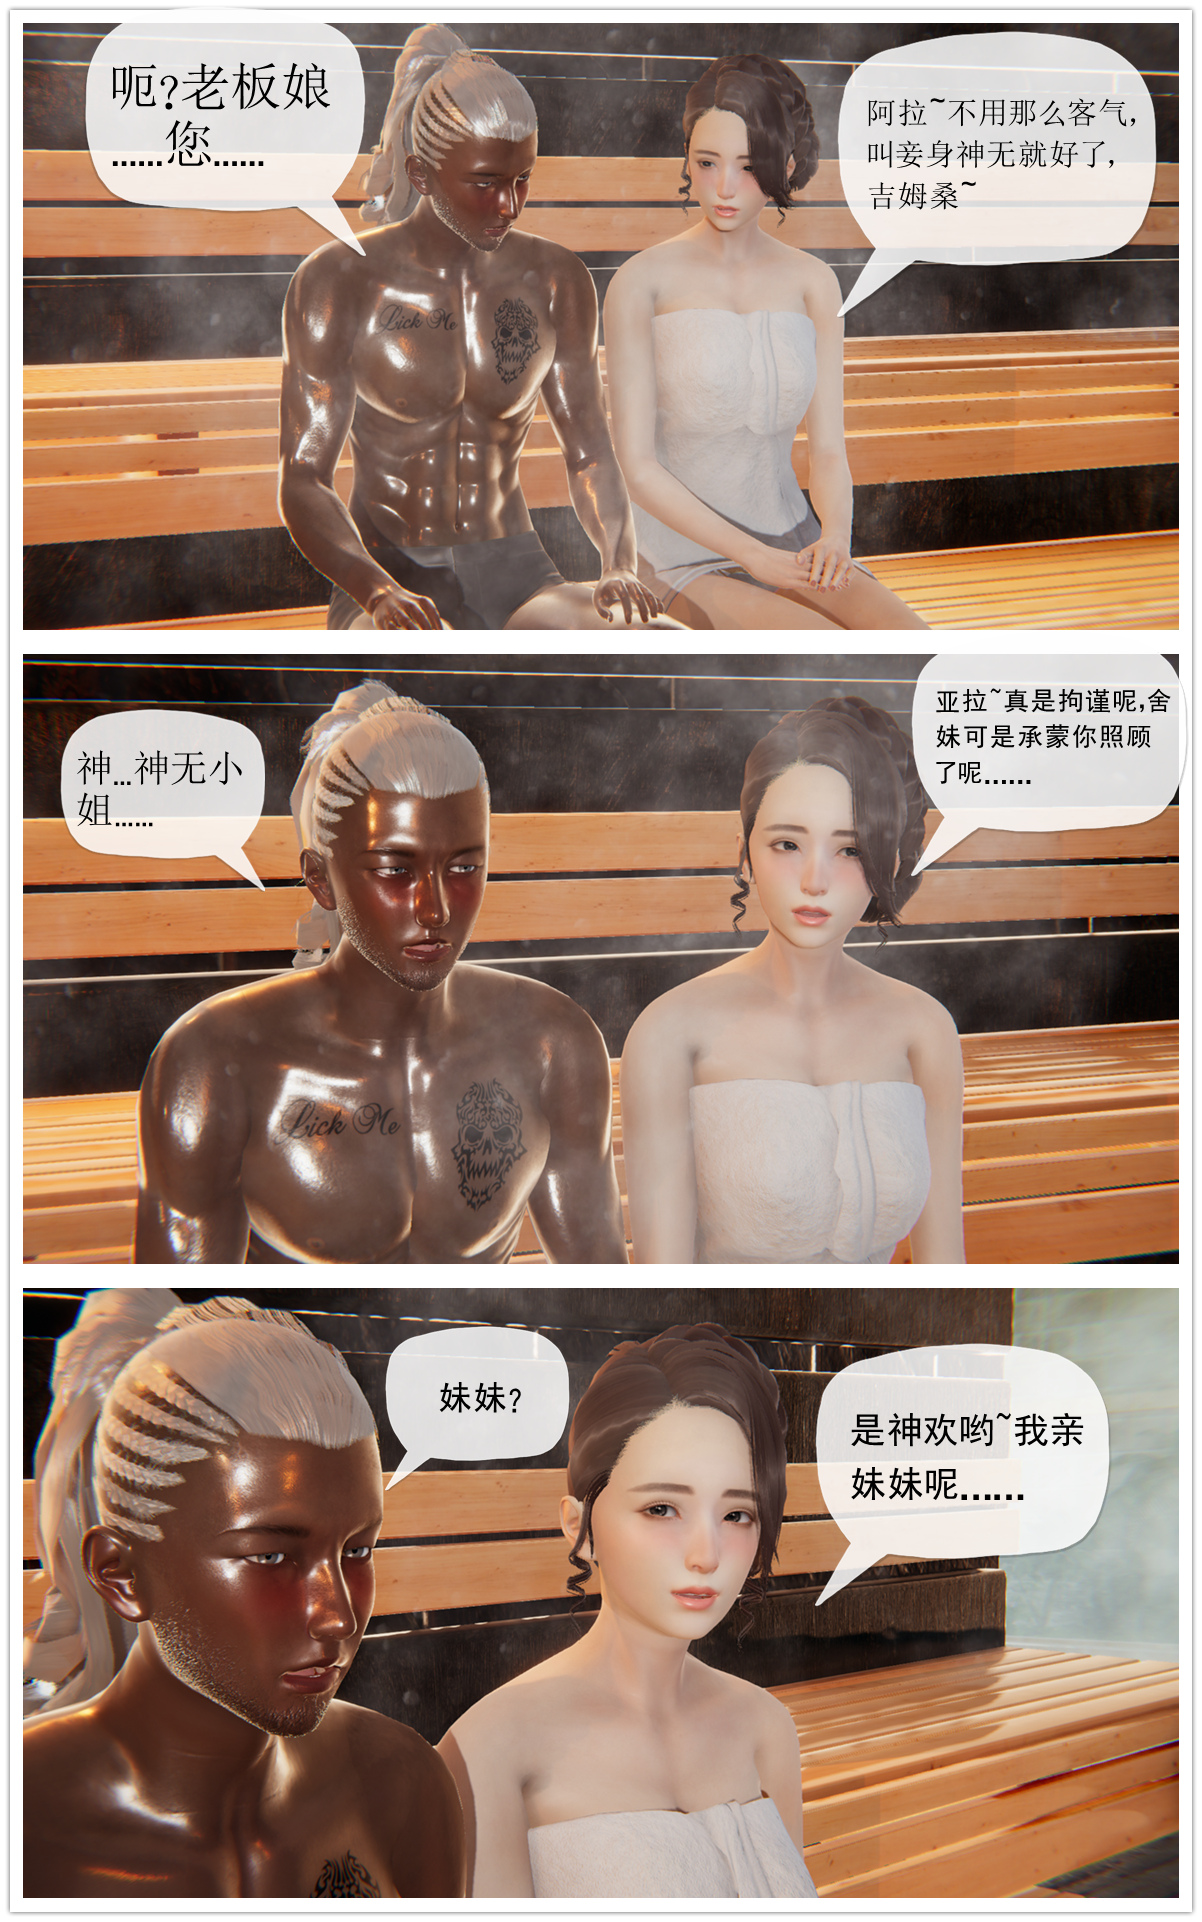 呃?老板娘
......您......
阿拉~不用那么客气,
叫妾身神无就好了,
吉姆桑~
Lick Me
神...神无小
姐......
亚拉~真是拘谨呢,舍
妹可是承蒙你照顾
了呢......
Lick Me
妹妹?
是神欢哟~我亲
妹妹呢......